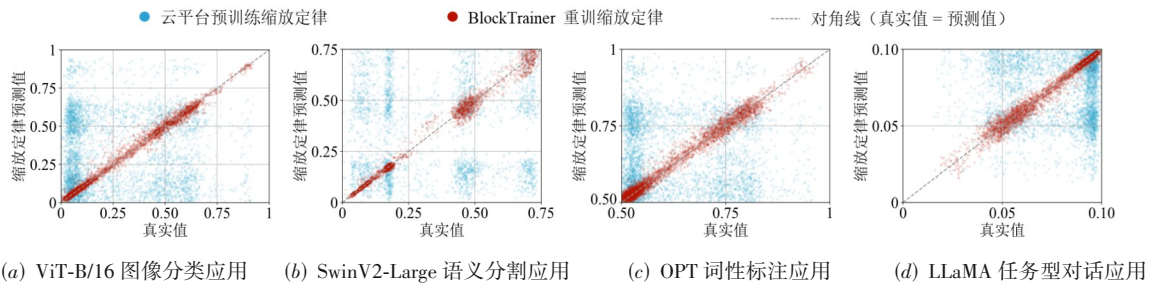 云平台预训练缩放定律
BlockTrainer 重训缩放定律
对角线（真实值 = 预测值）
缩放定律预测值
1
0.75
0.50
0.25
0
0
0.25
0.50
0.75
1
真实值
(a) ViT-B/16 图像分类应用
缩放定律预测值
0.75
0.50
0.25
0
0
0.25
0.50
0.75
真实值
(b) SwinV2-Large 语义分割应用
缩放定律预测值
1
0.75
0.50
0.50
0.75
1
真实值
(c) OPT 词性标注应用
缩放定律预测值
0.10
0.05
0
0
0.05
0.10
真实值
(d) LLaMA 任务型对话应用